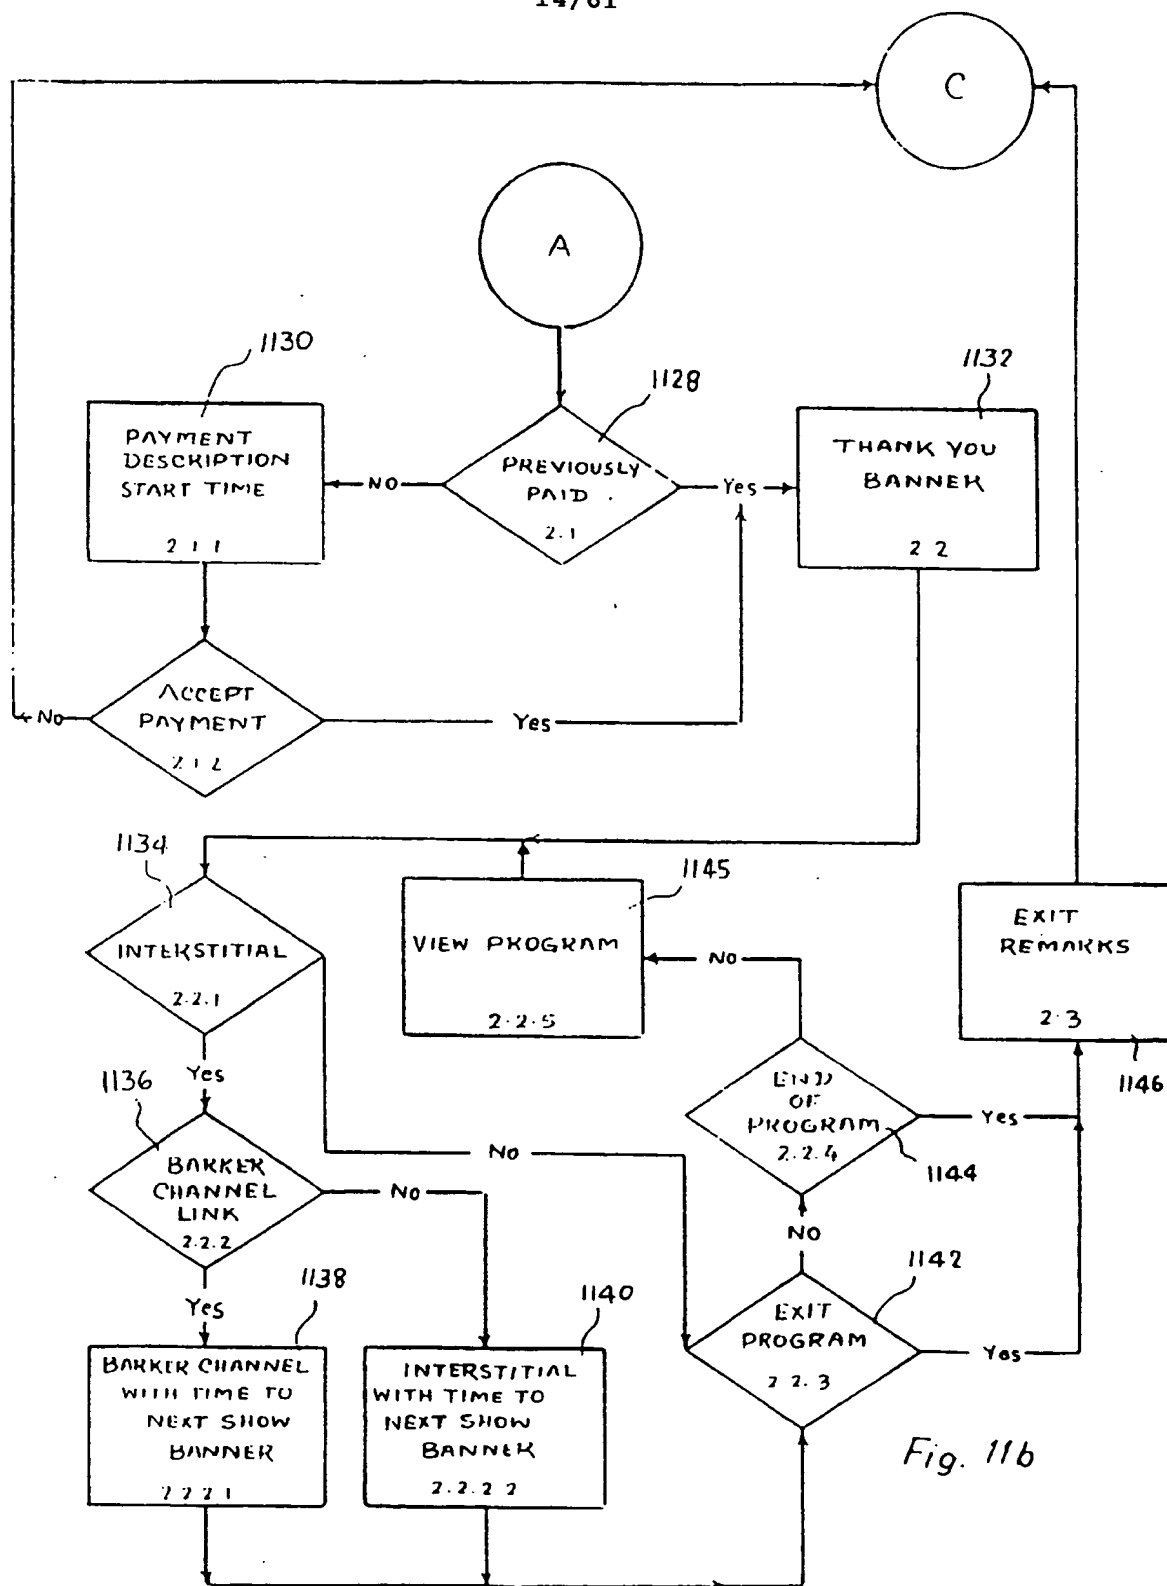 14/61
C
A
1130
1128
1132
PAYMENT
DESCRIPTION
START TIME
2 1 1
NO
PREVIOUSLY
PAID
2.1
Yes
THANK YOU
BANNER
2 2
ACCEPT
PAYMENT
2 1 2
No
Yes
1134
1145
INTERSTITIAL
2.2.1
VIEW PROGRAM
2.2.5
No
EXIT
REMARKS
2.3
1146
Yes
1136
END
OF
PROGRAM
2.2.4
Yes
1144
No
BARKER
CHANNEL
LINK
2.2.2
No
NO
Yes
1138
1140
1142
EXIT
PROGRAM
2 2.3
Yes
BARKER CHANNEL
WITH TIME TO
NEXT SHOW
BANNER
2 2 2 1
INTERSTITIAL
WITH TIME TO
NEXT SHOW
BANNER
2.2.2 2
Fig. 11b